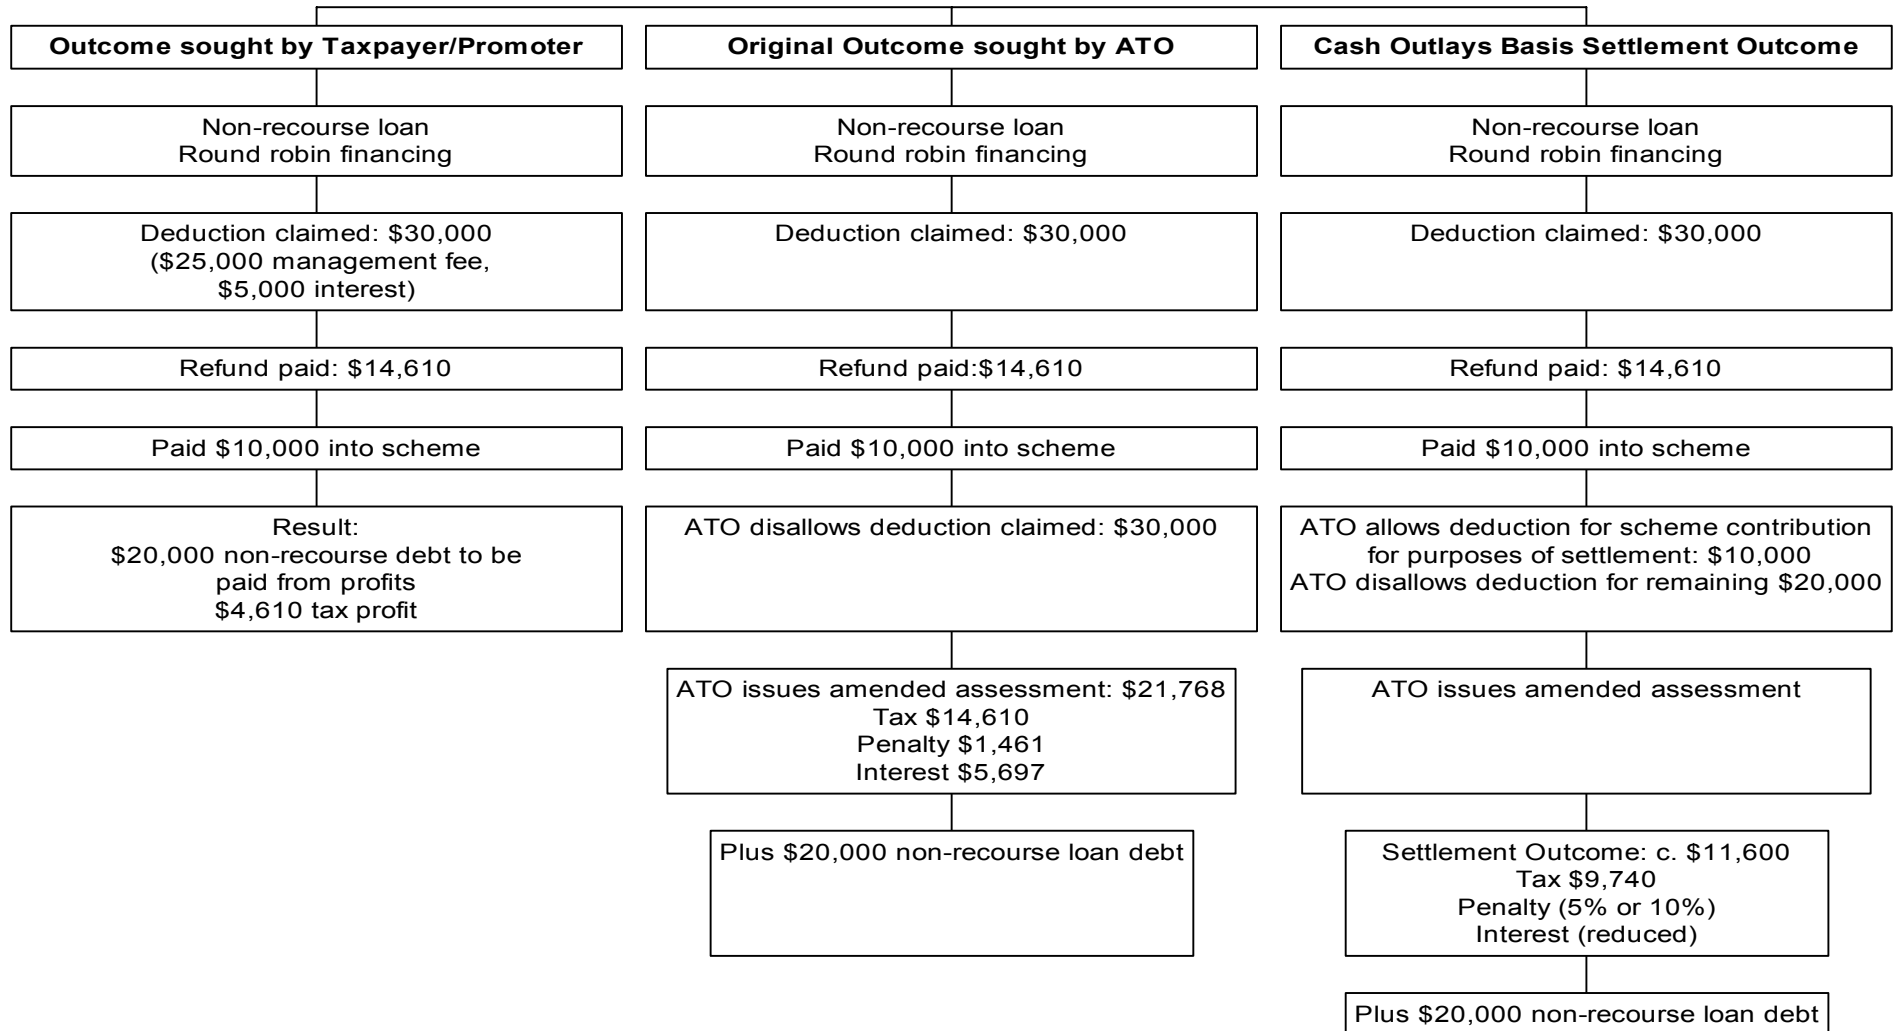 Outcome sought by Taxpayer/Promoter
Non-recourse loan
Round robin financing
Deduction claimed: $30,000
($25,000 management fee,
$5,000 interest)
Refund paid: $14,610
Paid $10,000 into scheme
Result:
$20,000 non-recourse debt to be
paid from profits
$4,610 tax profit
Original Outcome sought by ATO
Non-recourse loan
Round robin financing
Deduction claimed: $30,000
Refund paid:$14,610
Paid $10,000 into scheme
ATO disallows deduction claimed: $30,000
ATO issues amended assessment: $21,768
Tax $14,610
Penalty $1,461
Interest $5,697
Plus $20,000 non-recourse loan debt
Cash Outlays Basis Settlement Outcome
Non-recourse loan
Round robin financing
Deduction claimed: $30,000
Refund paid: $14,610
Paid $10,000 into scheme
ATO allows deduction for scheme contribution
for purposes of settlement: $10,000
ATO disallows deduction for remaining $20,000
ATO issues amended assessment
Settlement Outcome: c. $11,600
Tax $9,740
Penalty (5% or 10%)
Interest (reduced)
Plus $20,000 non-recourse loan debt